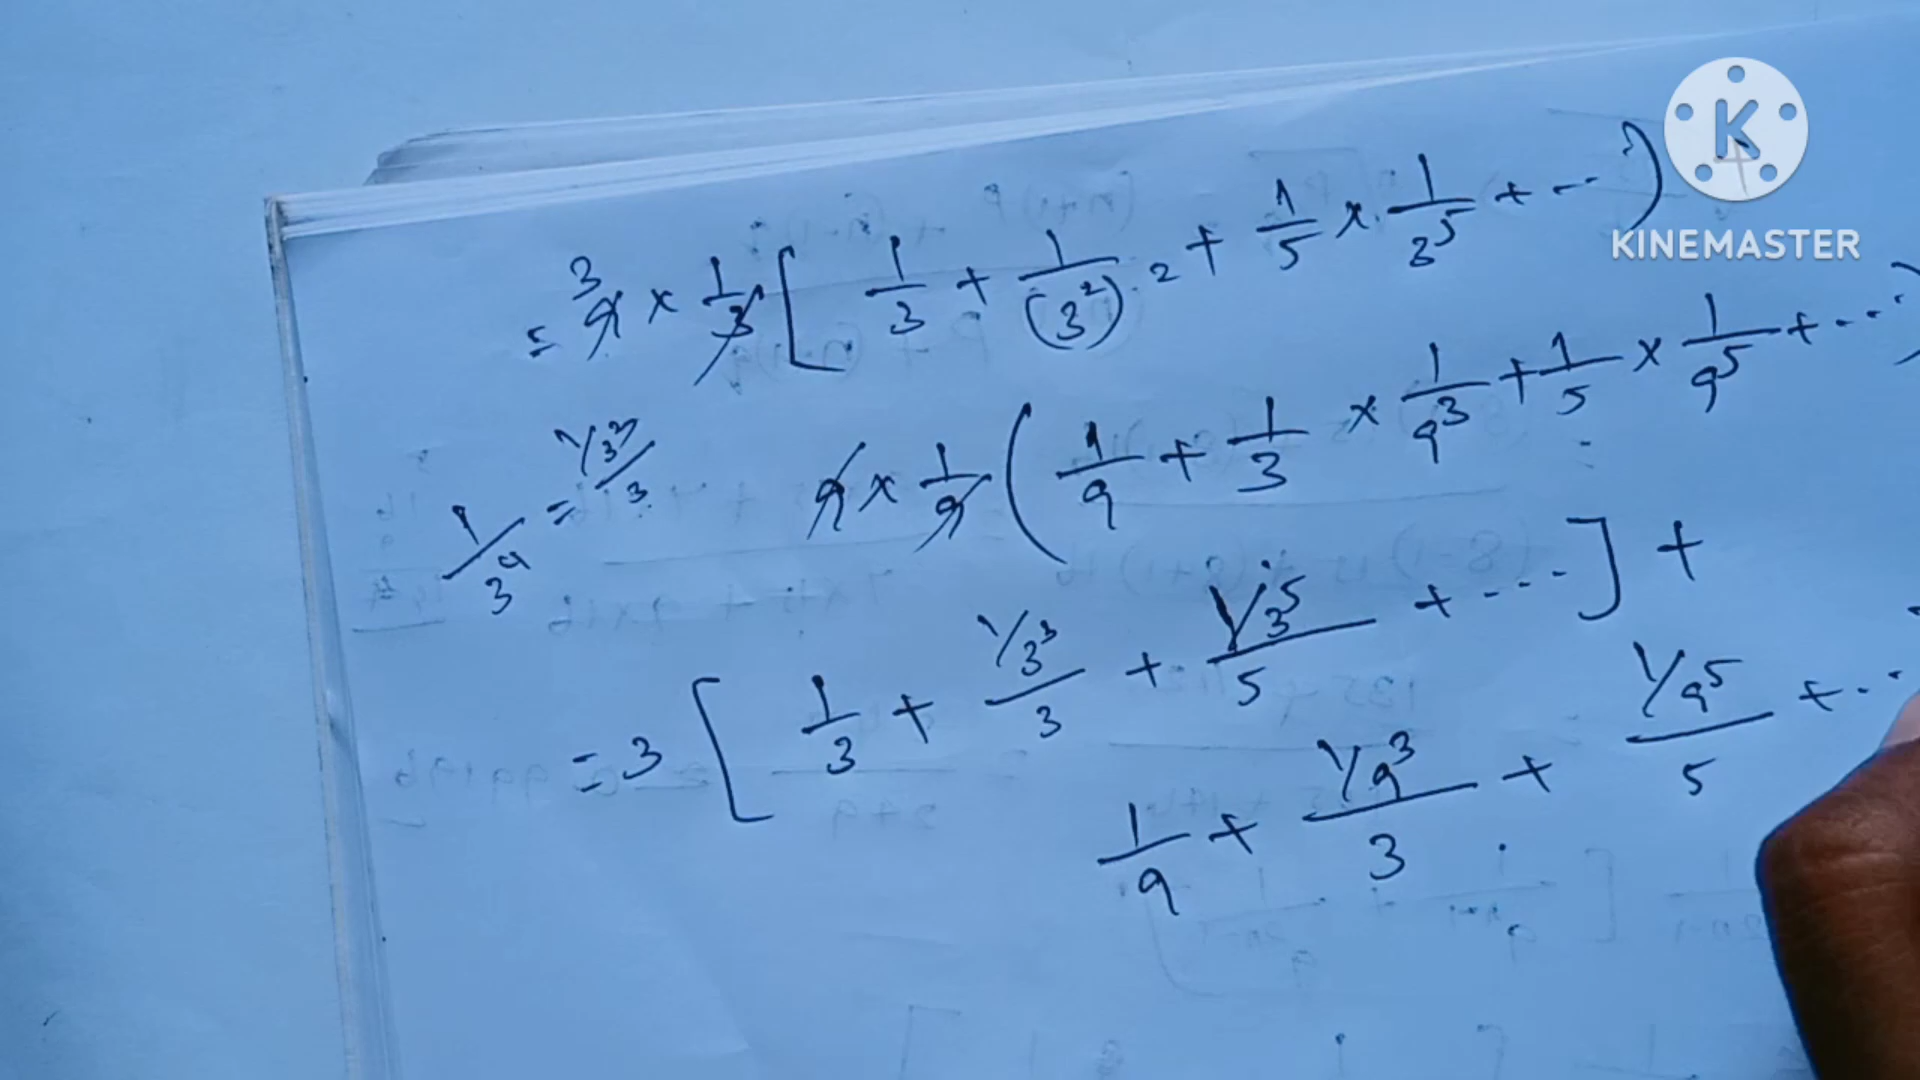 KINEMASTER
= 3 9 × 1/3 [ 1/3 + 1/(3²)·² + 1/5 × 1/3⁵ + ... )
9 × 1/9 ( 1/9 + 1/3 × 1/9³ + 1/5 × 1/9⁵ + ... )
1/3⁴ = 1/3³/3
= 3 [ 1/3 + 1/3³/3 + 1/3⁵/5 + ... ] +
1/9 + 1/9³/3 + 1/9⁵/5 + ...